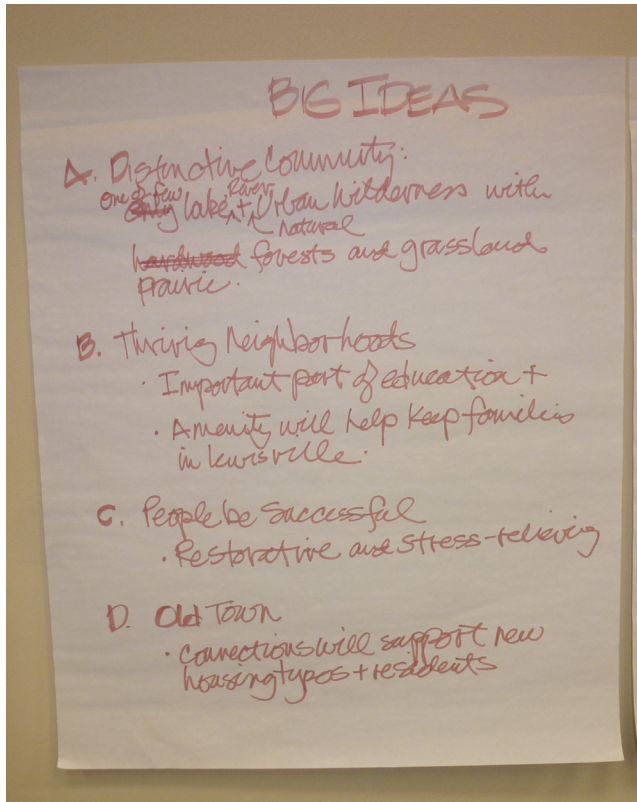 BIG IDEAS
A. Distinctive Community:
one of few lake, River + Urban Wilderness with
natural
hardwood forests and grassland
prairie.
B. Thriving Neighborhoods
· Important part of education +
· Amenity will help keep families
in Lewisville.
C. People be Successful
· Restorative and stress-relieving
D. Old Town
· Connections will support new
housing types + residents